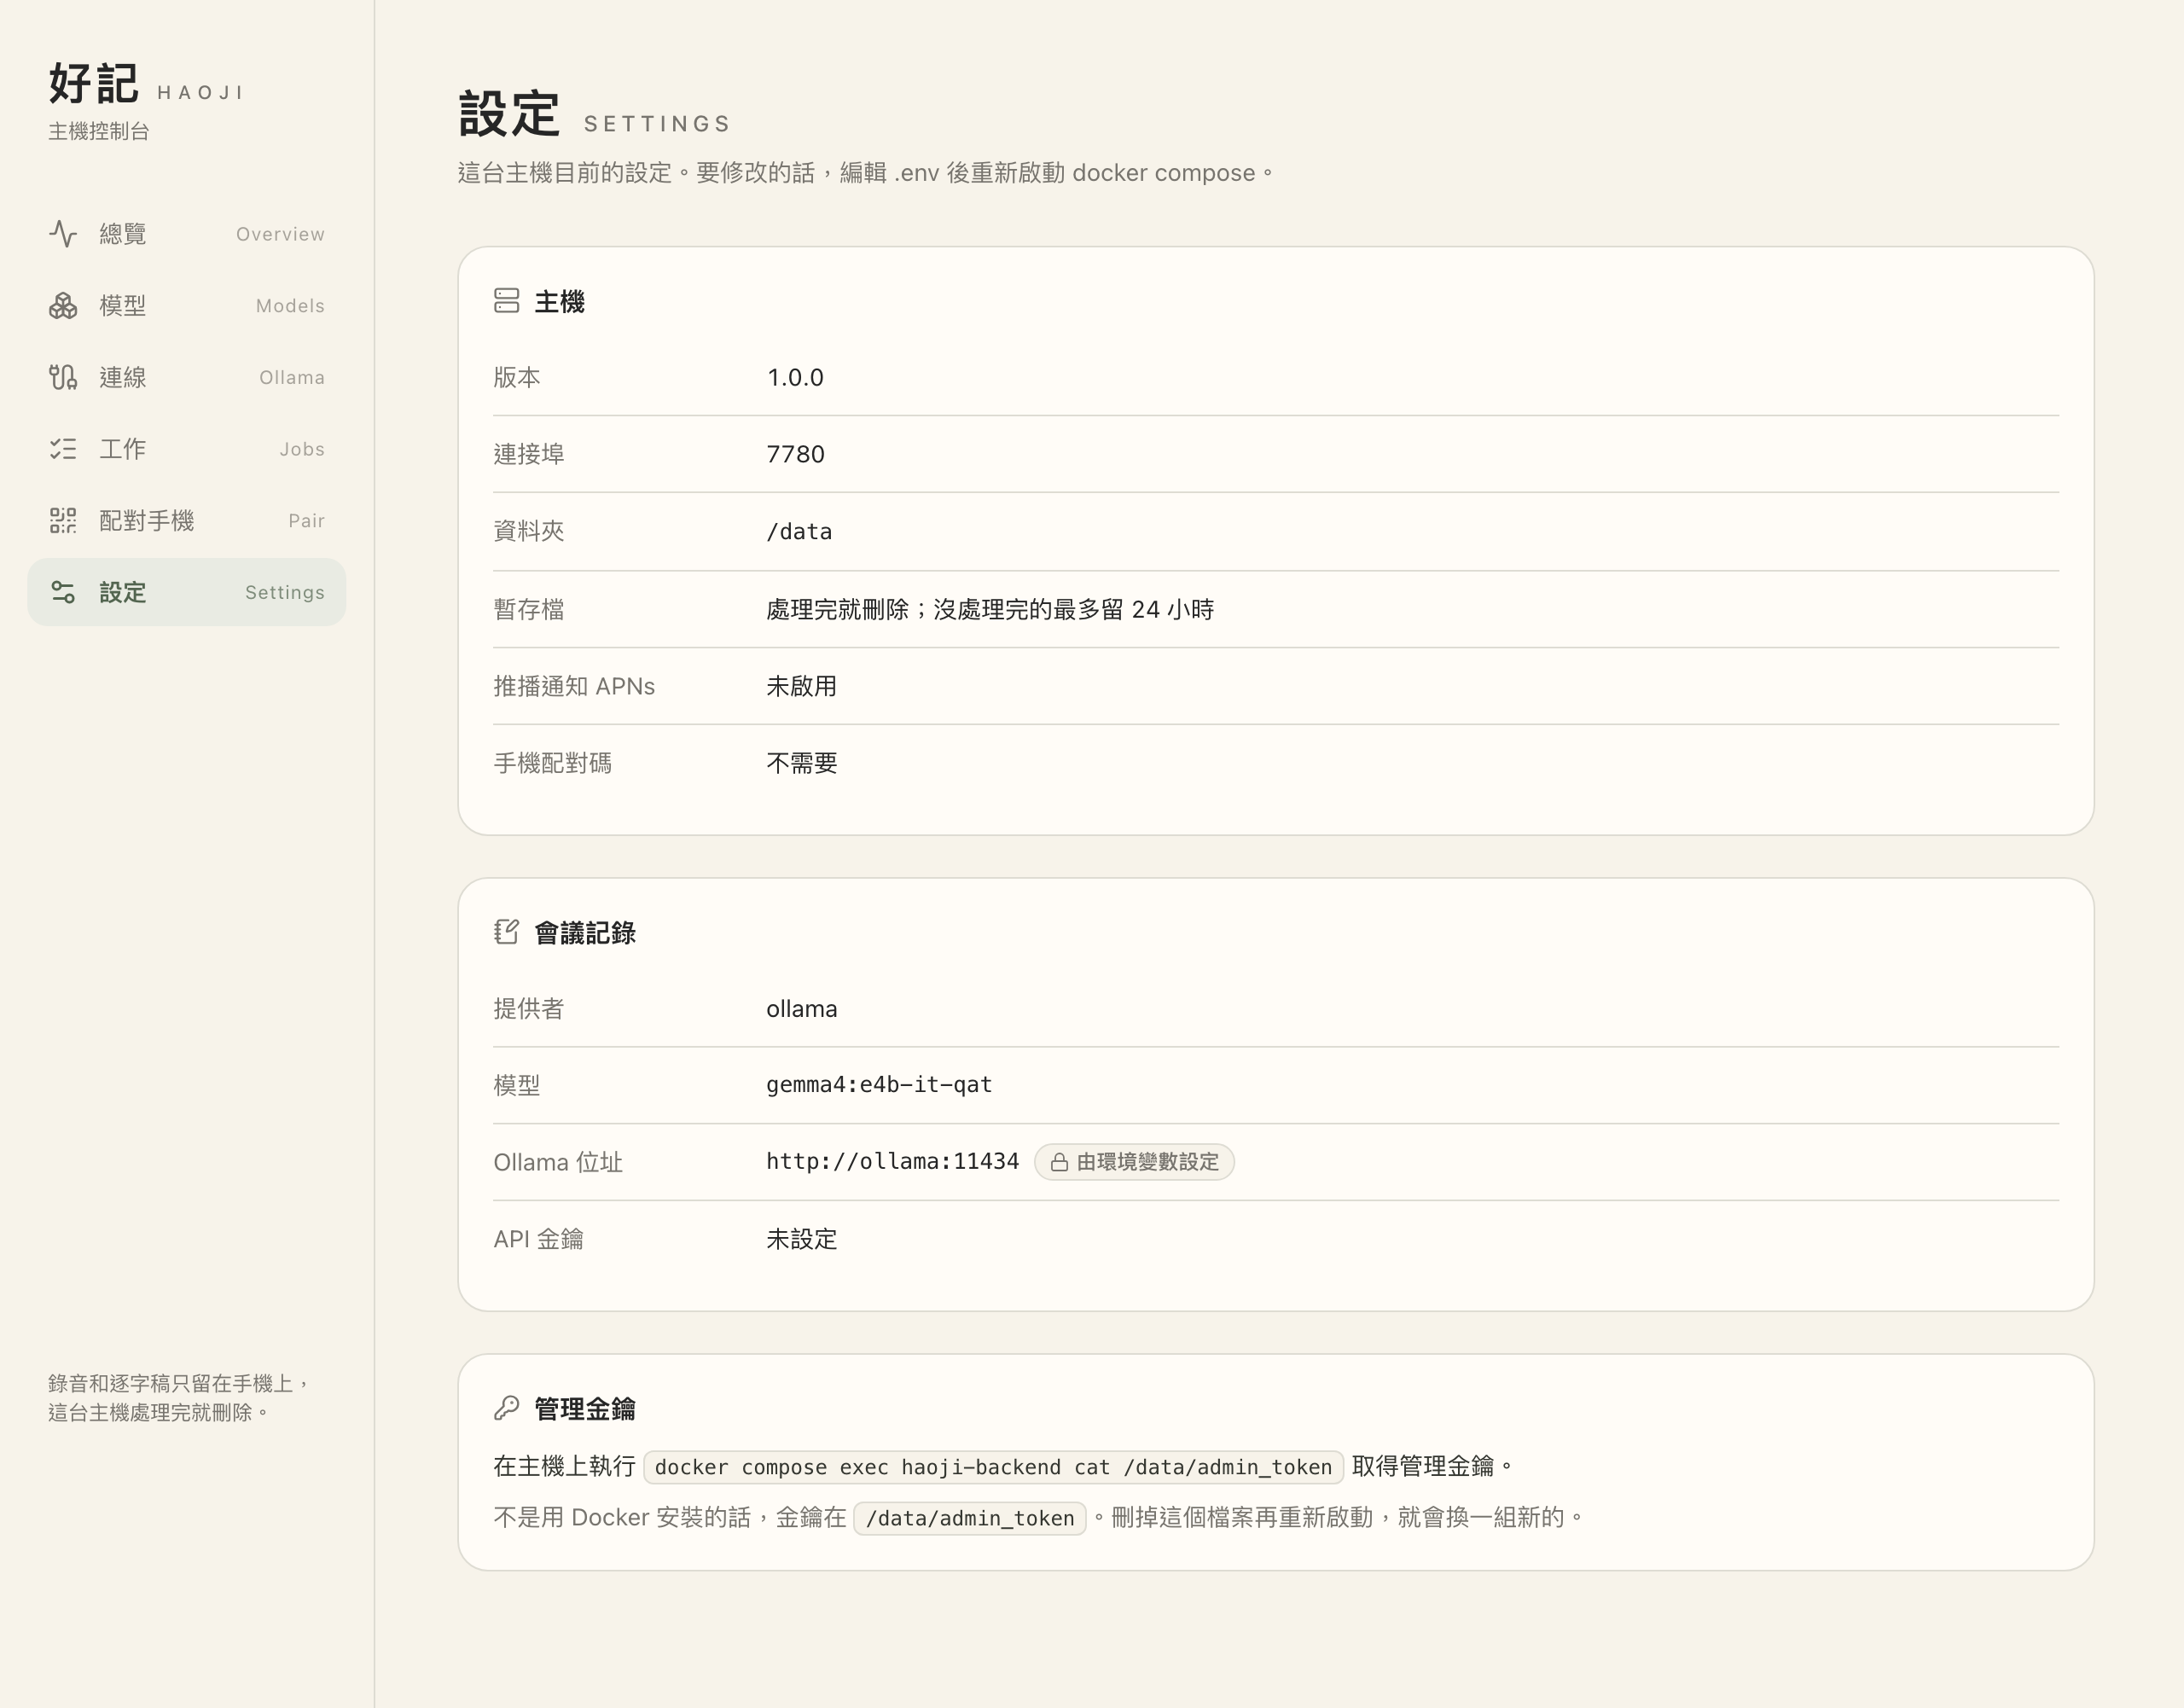 好記 HAOJI
主機控制台
總覽 Overview
模型 Models
連線 Ollama
工作 Jobs
配對手機 Pair
設定 Settings
錄音和逐字稿只留在手機上，
這台主機處理完就刪除。
設定 SETTINGS
這台主機目前的設定。要修改的話，編輯 .env 後重新啟動 docker compose。
主機
版本 1.0.0
連接埠 7780
資料夾 /data
暫存檔 處理完就刪除；沒處理完的最多留 24 小時
推播通知 APNs 未啟用
手機配對碼 不需要
會議記錄
提供者 ollama
模型 gemma4:e4b-it-qat
Ollama 位址 http://ollama:11434 由環境變數設定
API 金鑰 未設定
管理金鑰
在主機上執行 docker compose exec haoji-backend cat /data/admin_token 取得管理金鑰。
不是用 Docker 安裝的話，金鑰在 /data/admin_token。刪掉這個檔案再重新啟動，就會換一組新的。